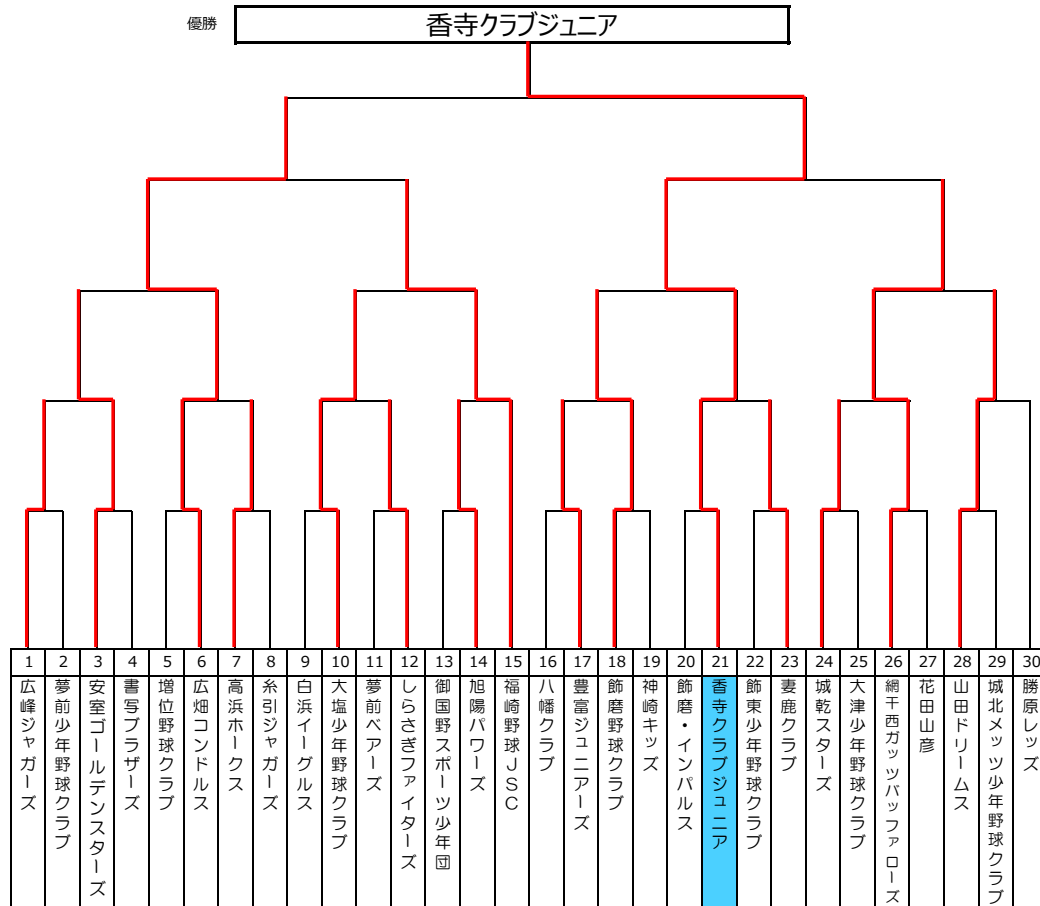 優勝
香寺クラブジュニア
1
2
3
4
5
6
7
8
9
10
11
12
13
14
15
16
17
18
19
20
21
22
23
24
25
26
27
28
29
30
広峰ジャガーズ
夢前少年野球クラブ
安室ゴールデンスターズ
書写ブラザーズ
増位野球クラブ
広畑コンドルス
高浜ホークス
糸引ジャガーズ
白浜イーグルス
大塩少年野球クラブ
夢前ベアーズ
しらさぎファイターズ
御国野スポーツ少年団
旭陽パワーズ
福崎野球JSC
八幡クラブ
豊富ジュニアーズ
飾磨野球クラブ
神崎キッズ
飾磨・インパルス
香寺クラブジュニア
飾東少年野球クラブ
妻鹿クラブ
城乾スターズ
大津少年野球クラブ
網干西ガッツバッファローズ
花田山彦
山田ドリームス
城北メッツ少年野球クラブ
勝原レッズ